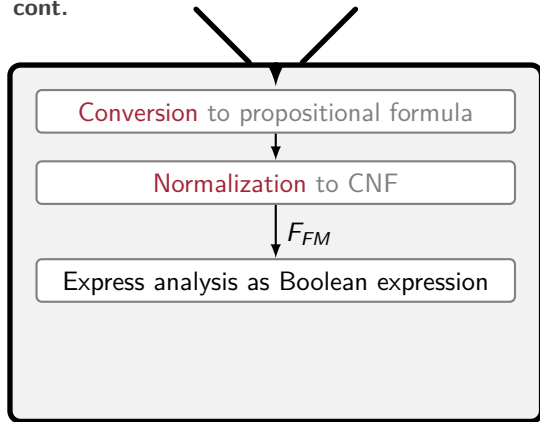 cont.
Conversion to propositional formula
Normalization to CNF
F_FM
Express analysis as Boolean expression